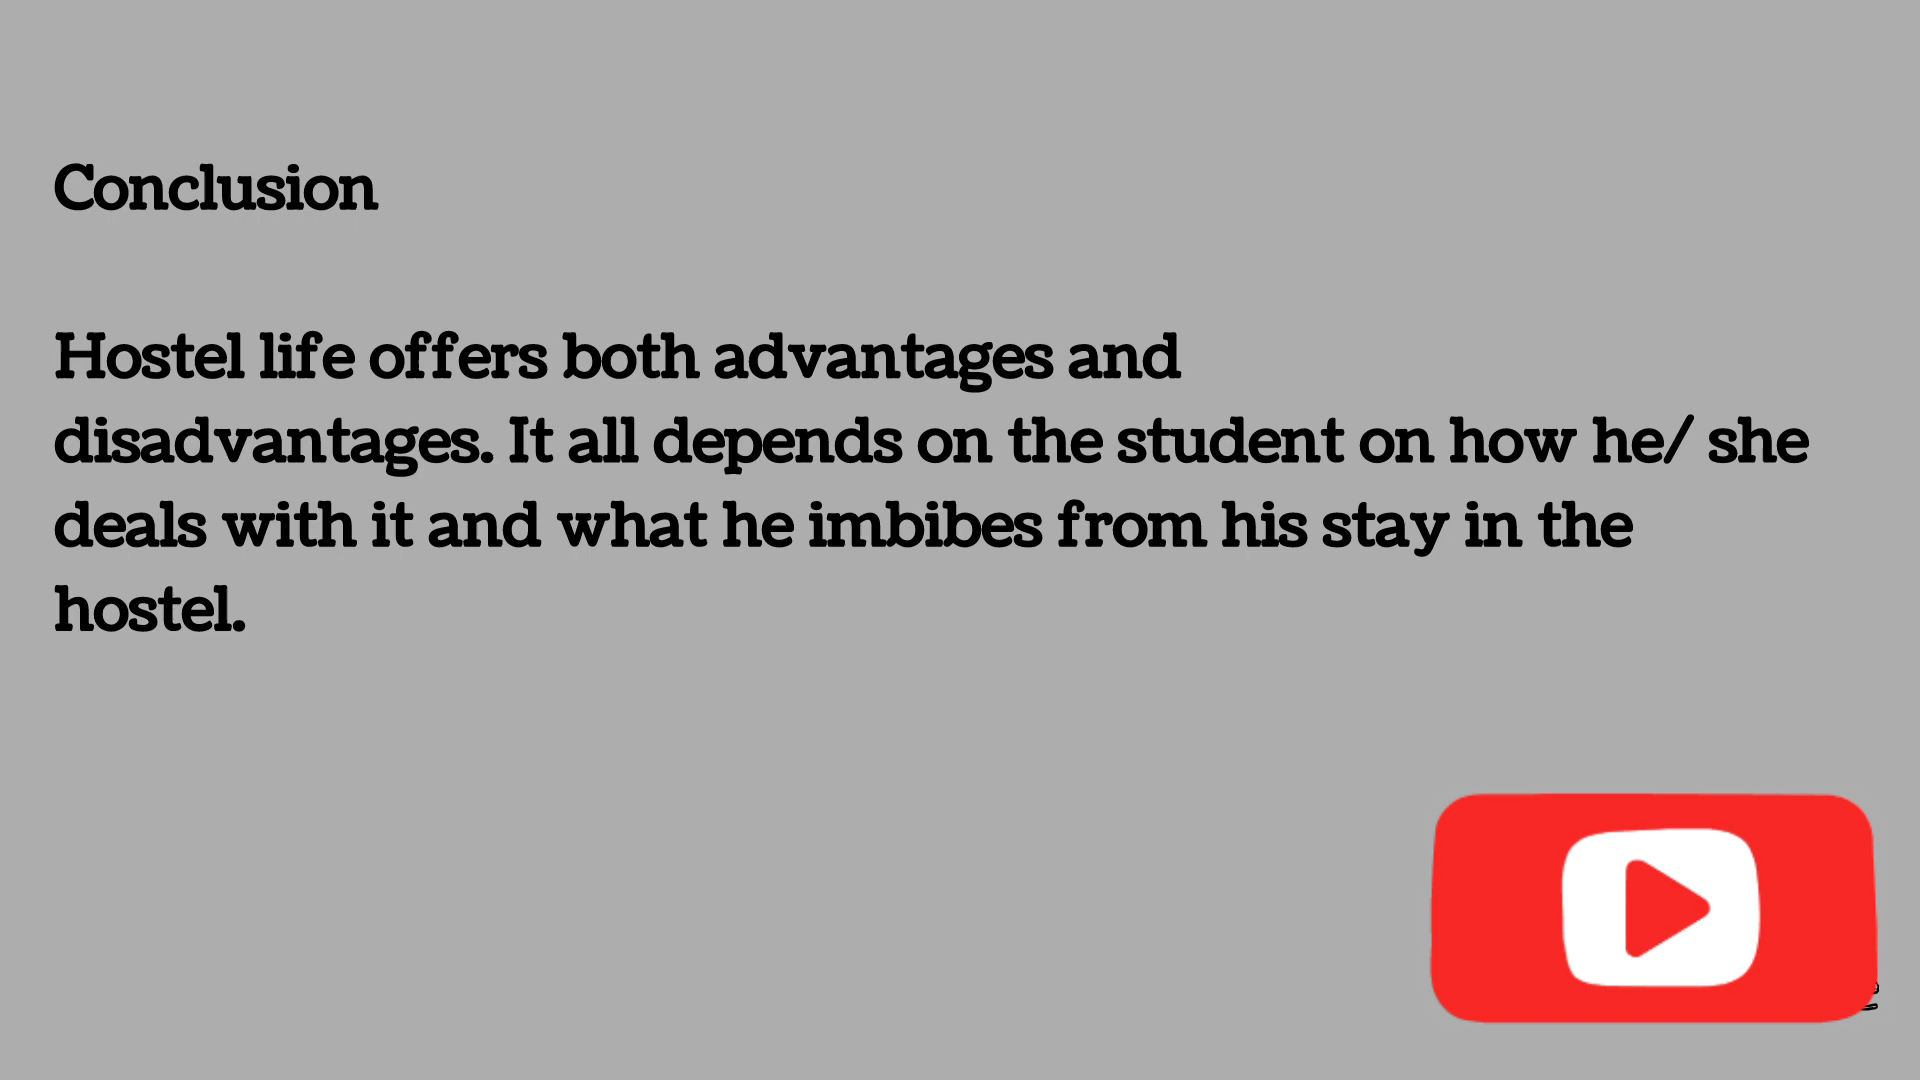 Conclusion
Hostel life offers both advantages and
disadvantages. It all depends on the student on how he/ she
deals with it and what he imbibes from his stay in the
hostel.